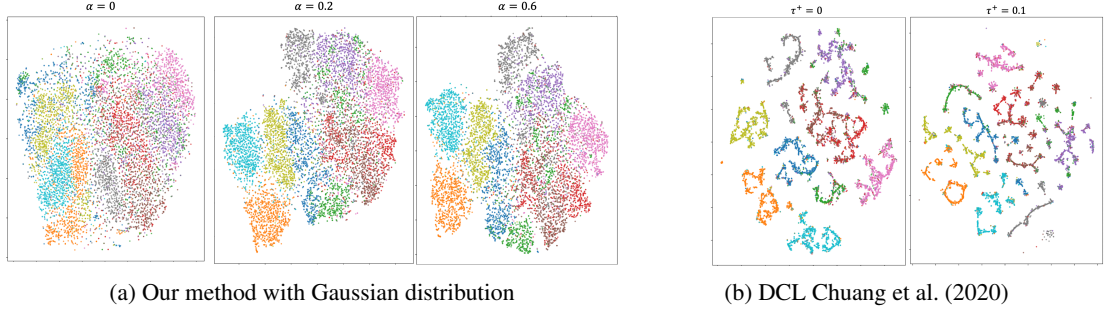 α = 0
α = 0.2
α = 0.6
τ⁺ = 0
τ⁺ = 0.1
(a) Our method with Gaussian distribution
(b) DCL Chuang et al. (2020)